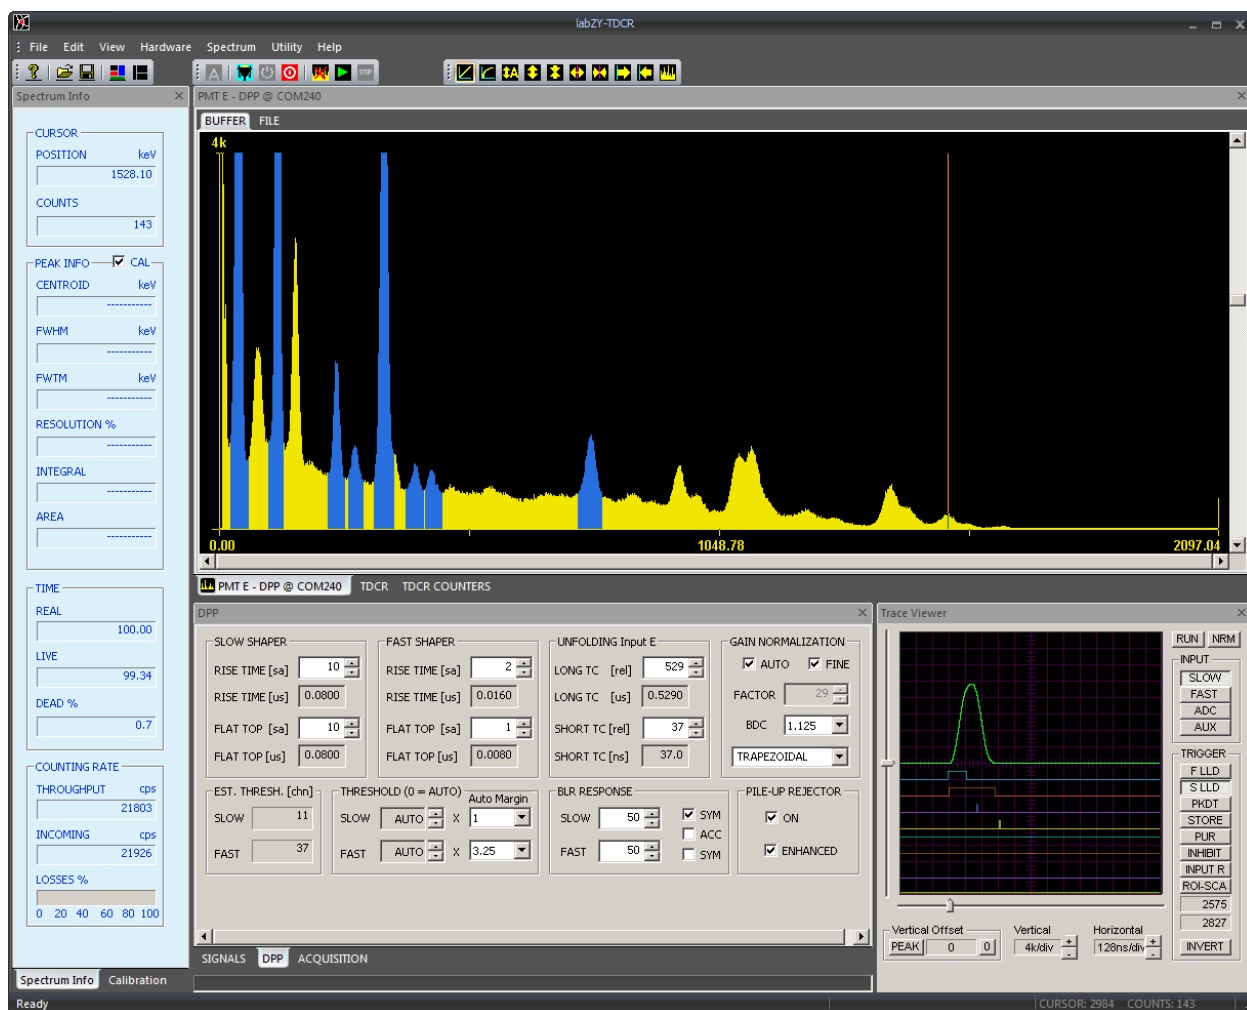 labZY-TDCR
File Edit View Hardware Spectrum Utility Help
Spectrum Info
CURSOR
POSITION keV
1528.10
COUNTS
143
PEAK INFO CAL
CENTROID keV
-----------
FWHM keV
-----------
FWTM keV
-----------
RESOLUTION %
-----------
INTEGRAL
-----------
AREA
-----------
TIME
REAL
100.00
LIVE
99.34
DEAD %
0.7
COUNTING RATE
THROUGHPUT cps
21803
INCOMING cps
21926
LOSSES %
0 20 40 60 80 100
Spectrum Info Calibration
PMT E - DPP @ COM240
BUFFER FILE
4k
0.00 1048.78 2097.04
PMT E - DPP @ COM240 TDCR TDCR COUNTERS
DPP
SLOW SHAPER
RISE TIME [sa] 10
RISE TIME [us] 0.0800
FLAT TOP [sa] 10
FLAT TOP [us] 0.0800
FAST SHAPER
RISE TIME [sa] 2
RISE TIME [us] 0.0160
FLAT TOP [sa] 1
FLAT TOP [us] 0.0080
UNFOLDING Input E
LONG TC [rel] 529
LONG TC [us] 0.5290
SHORT TC [rel] 37
SHORT TC [ns] 37.0
GAIN NORMALIZATION
AUTO FINE
FACTOR 29
BDC 1.125
TRAPEZOIDAL
EST. THRESH. [chn]
SLOW 11
FAST 37
THRESHOLD (0 = AUTO) Auto Margin
SLOW AUTO X 1
FAST AUTO X 3.25
BLR RESPONSE
SLOW 50 SYM
ACC
FAST 50 SYM
PILE-UP REJECTOR
ON
ENHANCED
SIGNALS DPP ACQUISITION
Trace Viewer
RUN NRM
INPUT
SLOW
FAST
ADC
AUX
TRIGGER
F LLD
S LLD
PKDT
STORE
PUR
INHIBIT
INPUT R
ROI-SCA
2575
2827
INVERT
Vertical Offset Vertical Horizontal
PEAK 0 0 4k/div 128ns/div
Ready CURSOR: 2984 COUNTS: 143